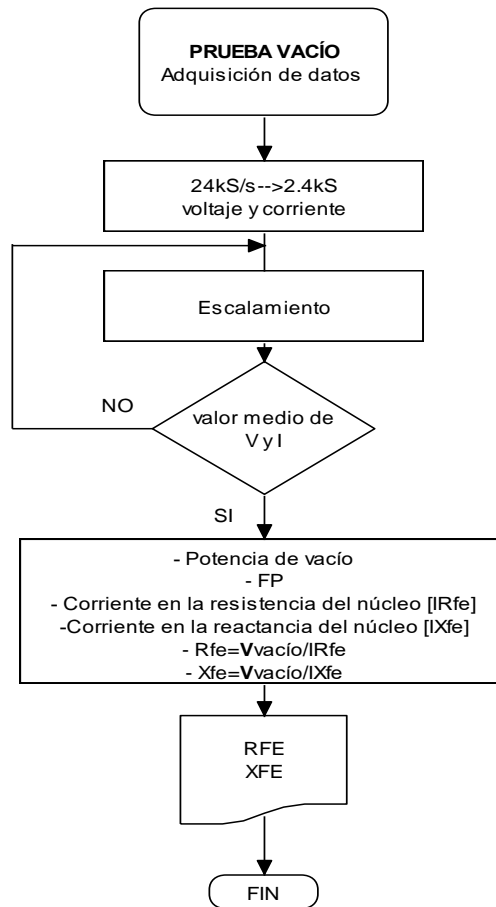 PRUEBA VACÍO
Adquisición de datos
24kS/s-->2.4kS
voltaje y corriente
Escalamiento
NO
valor medio de
V y I
SI
- Potencia de vacío
- FP
- Corriente en la resistencia del núcleo [IRfe]
-Corriente en la reactancia del núcleo [IXfe]
- Rfe=Vvacío/IRfe
- Xfe=Vvacío/IXfe
RFE
XFE
FIN